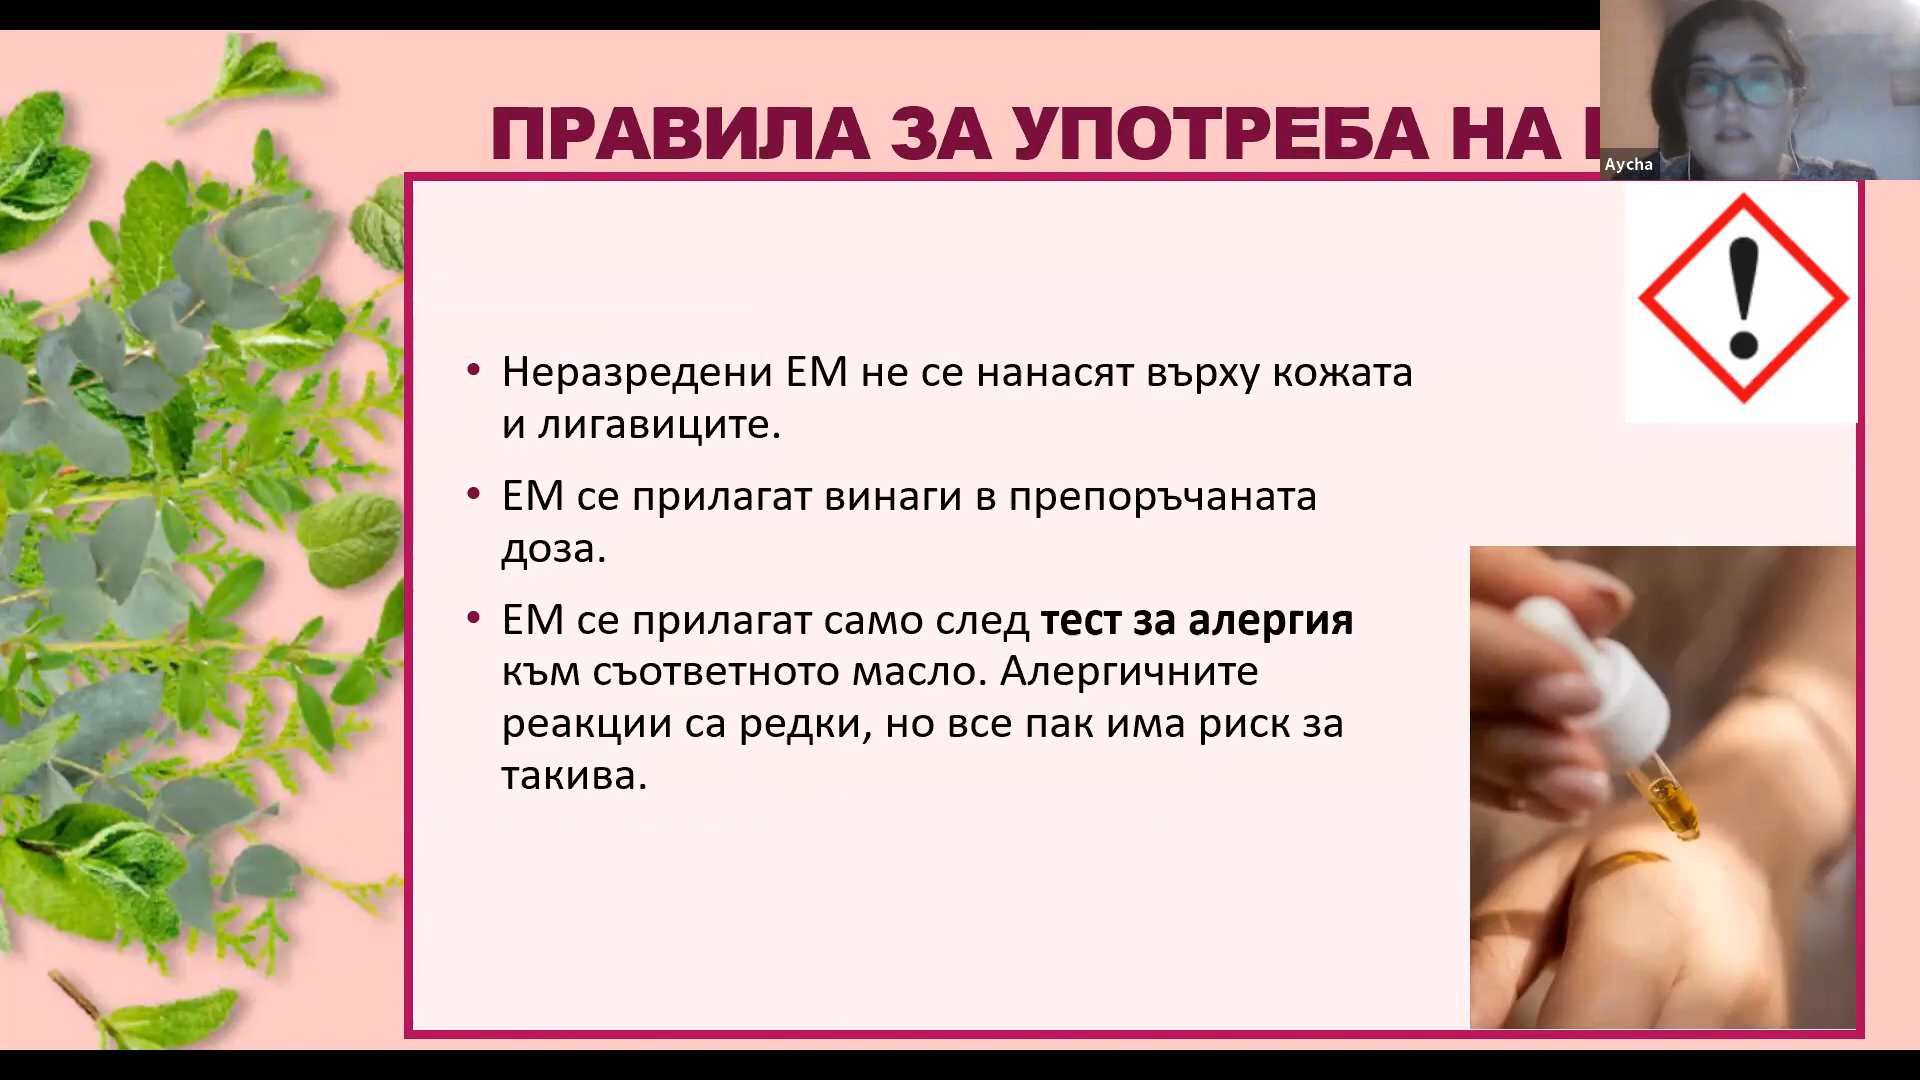 ПРАВИЛА ЗА УПОТРЕБА НА
Aycha
• Неразредени ЕМ не се нанасят върху кожата
и лигавиците.
• ЕМ се прилагат винаги в препоръчаната
доза.
• ЕМ се прилагат само след тест за алергия
към съответното масло. Алергичните
реакции са редки, но все пак има риск за
такива.